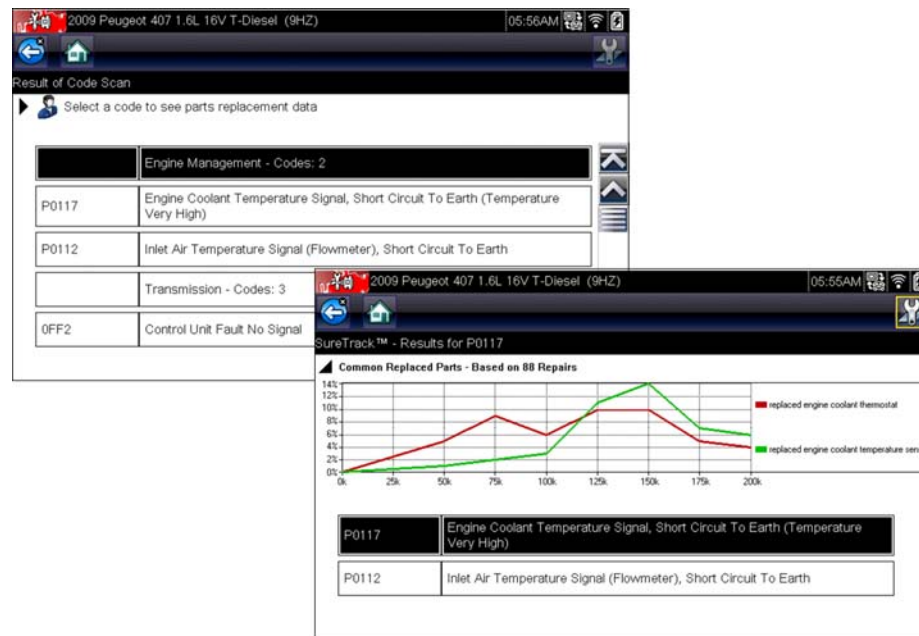 2009 Peugeot 407 1.6L 16V T-Diesel (9HZ) 05:56AM
Result of Code Scan
Select a code to see parts replacement data
Engine Management - Codes: 2
P0117 Engine Coolant Temperature Signal, Short Circuit To Earth (Temperature
Very High)
P0112 Inlet Air Temperature Signal (Flowmeter), Short Circuit To Earth
Transmission - Codes: 3
0FF2 Control Unit Fault No Signal
2009 Peugeot 407 1.6L 16V T-Diesel (9HZ) 05:55AM
SureTrack™ - Results for P0117
Common Replaced Parts - Based on 88 Repairs
14%
12%
10%
8%
6%
4%
2%
0%
0k 25k 50k 75k 100k 125k 150k 175k 200k
replaced engine coolant thermostat
replaced engine coolant temperature sen
P0117 Engine Coolant Temperature Signal, Short Circuit To Earth (Temperature
Very High)
P0112 Inlet Air Temperature Signal (Flowmeter), Short Circuit To Earth